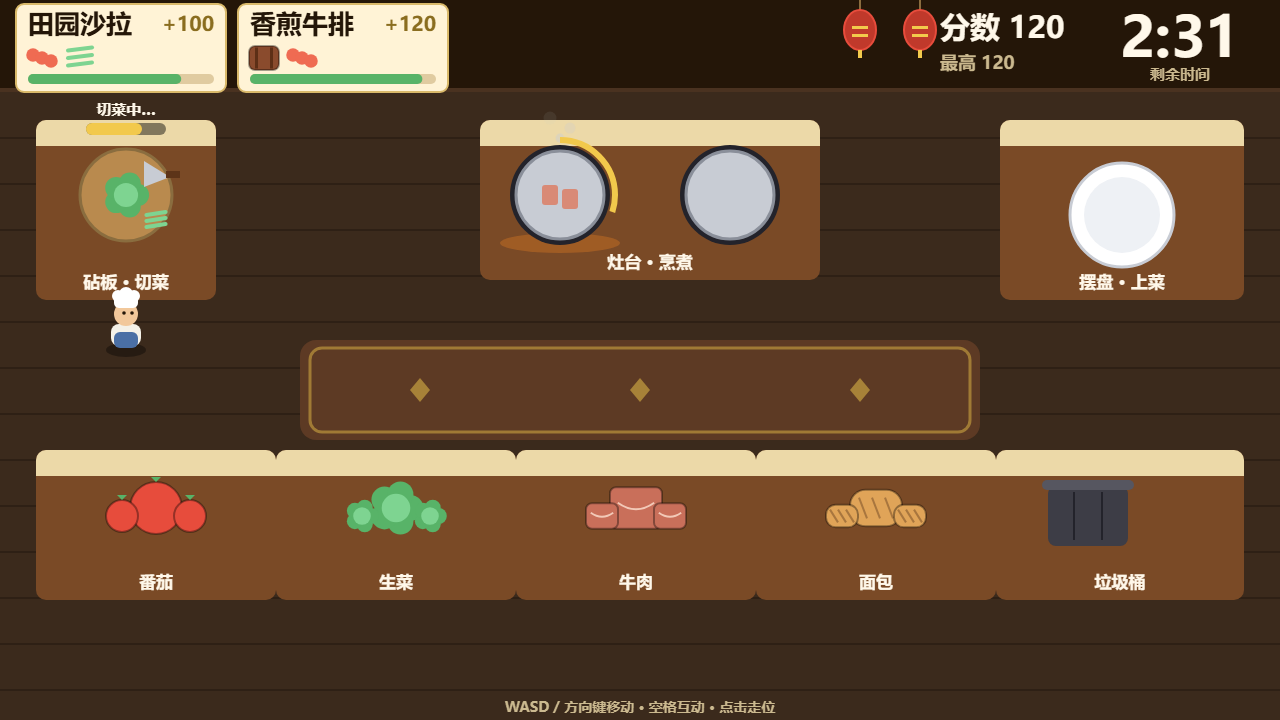 田园沙拉 +100
香煎牛排 +120
分数 120
最高 120
2:31
剩余时间
切菜中...
砧板 • 切菜
灶台 • 烹煮
摆盘 • 上菜
番茄
生菜
牛肉
面包
垃圾桶
WASD / 方向键移动 • 空格互动 • 点击走位